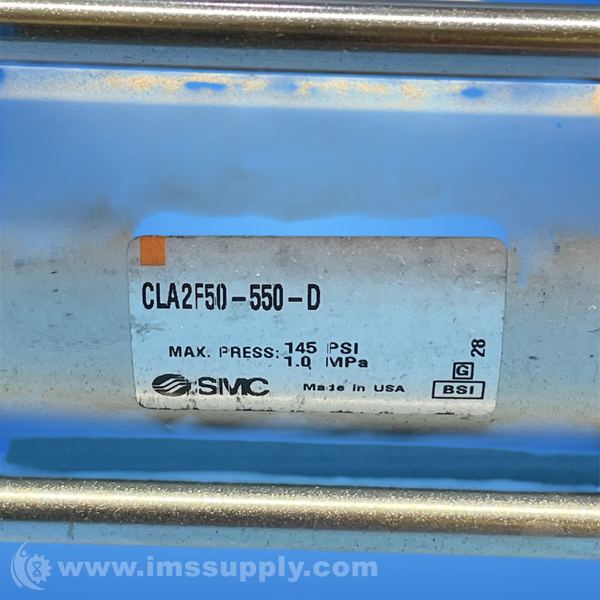 CLA2F50-550-D
MAX. PRESS: 145 PSI
1.0 MPa
SMC Made in USA
G 28
BSI
www.imssupply.com